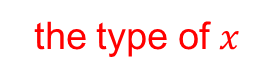 the type of x